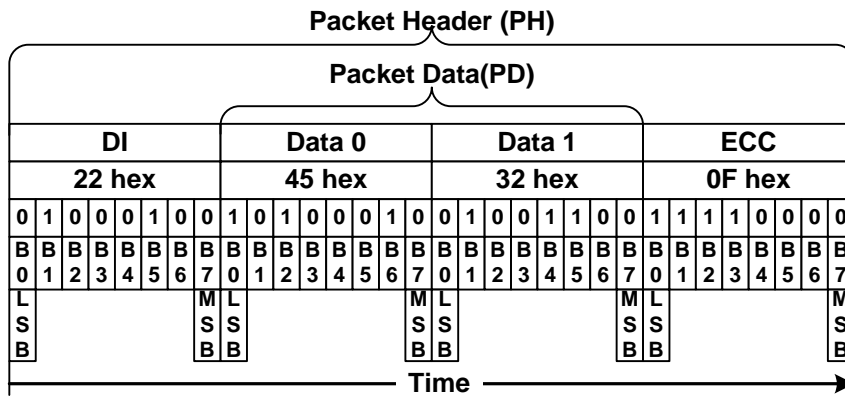 Packet Header (PH)
Packet Data(PD)
DI Data 0 Data 1 ECC
22 hex 45 hex 32 hex 0F hex
0 1 0 0 0 1 0 0 1 0 1 0 0 0 1 0 0 1 0 0 1 1 0 0 1 1 1 1 0 0 0 0
B B B B B B B B B B B B B B B B B B B B B B B B B B B B B B B B
0 1 2 3 4 5 6 7 0 1 2 3 4 5 6 7 0 1 2 3 4 5 6 7 0 1 2 3 4 5 6 7
L M L M L M L M
S S S S S S S S
B B B B B B B B
Time